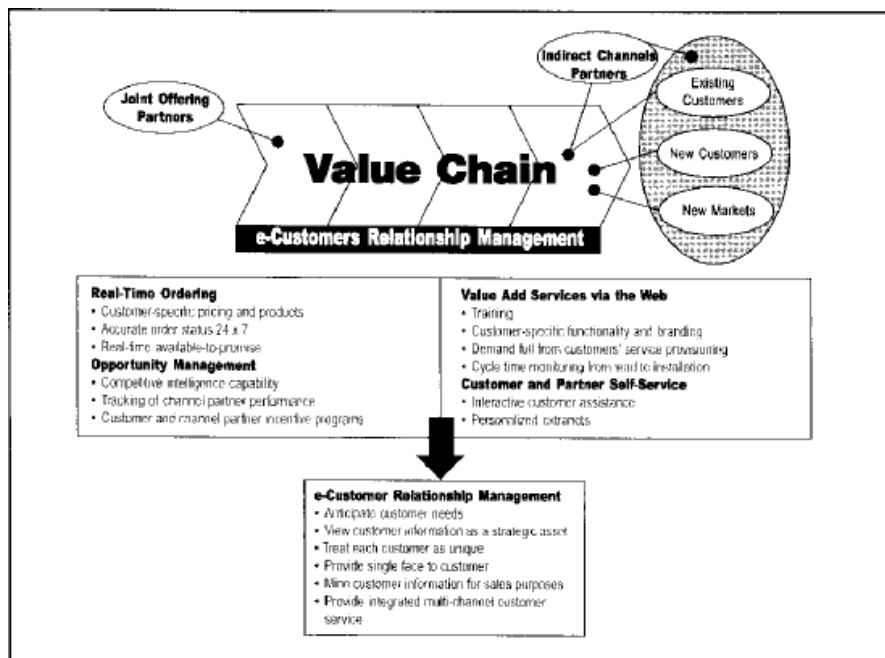 Indirect Channels
Partners
Existing
Customers
Joint Offering
Partners
Value Chain
New Customers
New Markets
e-Customers Relationship Management
Real-Time Ordering
• Customer-specific pricing and products
• Accurate order status 24 x 7
• Real-time available-to-promise
Opportunity Management
• Competitive intelligence capability
• Tracking of channel partner performance
• Customer and channel partner incentive programs
Value Add Services via the Web
• Training
• Customer-specific functionality and branding
• Demand full from customers' service provisioning
• Cycle time monitoring from to installation
Customer and Partner Self-Service
• Interactive customer assistance
• Personalized extranets
e-Customer Relationship Management
• Anticipate customer needs
• View customer information as a strategic asset
• Treat each customer as unique
• Provide single face to customer
• Mine customer information for sales purposes
• Provide integrated multi-channel customer
service